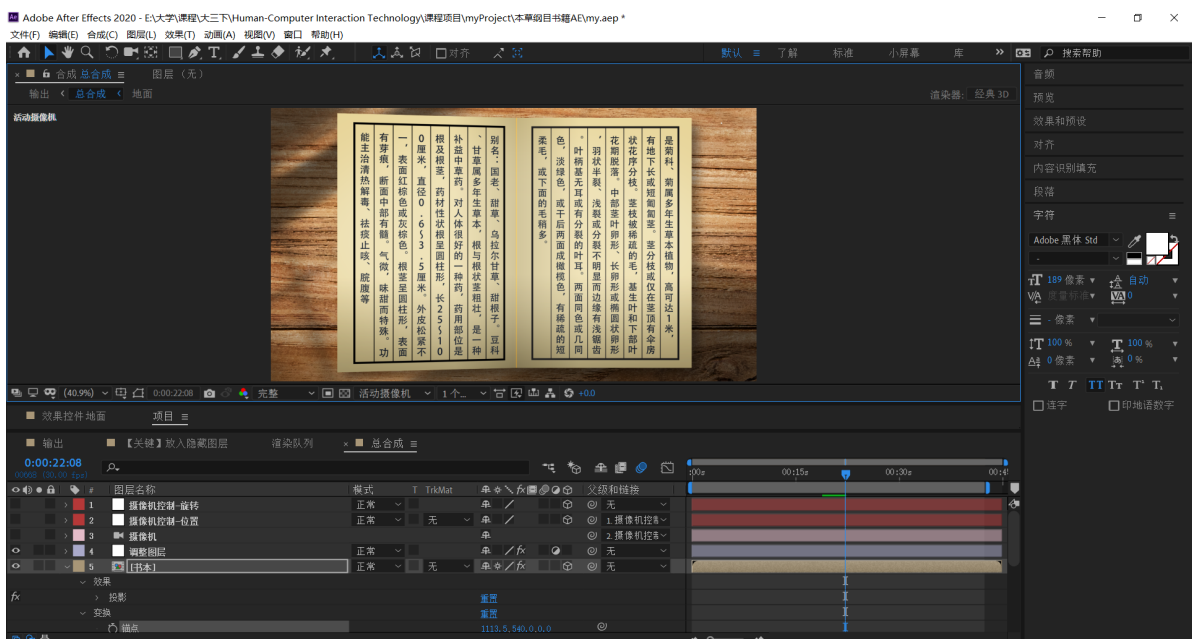 Adobe After Effects 2020 - E:\大学\课程\大三下\Human-Computer Interaction Technology\课程项目\myProject\本草纲目书籍AE\my.aep *
文件(F) 编辑(E) 合成(C) 图层(L) 效果(T) 动画(A) 视图(V) 窗口 帮助(H)
对齐
默认 ≡ 了解 标准 小屏幕 库 » 搜索帮助
× 合成 总合成 ≡ 图层 （无）
输出 ‹ 总合成 ‹ 地面
渲染器: 经典 3D
活动摄像机
是菊科、菊属多年生草本植物，高可达1米，
有地下长或短匍匐茎。茎分枝或仅在茎顶有伞房
状花序分枝。茎枝被稀疏的毛，基生叶和下部叶
花期脱落。中部茎叶卵形、长卵形或椭圆状卵形
，羽状半裂、浅裂或分裂不明显而边缘有浅锯齿
。叶柄基无耳或有分裂的叶耳。两面同色或几同
色，淡绿色，或干后两面成橄榄色，有稀疏的短
柔毛，或下面的毛稍多。
别名：国老、甜草、乌拉尔甘草、甜根子。豆科
、甘草属多年生草本，根与根状茎粗壮，是一种
补益中草药。对人体很好的一种药，药用部位是
根及根茎，药材性状根呈圆柱形，长25~10
0厘米，直径0.6~3.5厘米。外皮松紧不
一，表面红棕色或灰棕色。根茎呈圆柱形，表面
有芽痕，断面中部有髓。气微，味甜而特殊。功
能主治清热解毒、祛痰止咳、脘腹等
(40.9%) 0:00:22:08 完整 活动摄像机 1个… +0.0
音频
预览
效果和预设
对齐
内容识别填充
段落
字符 ≡
Adobe 黑体 Std
-
189 像素 自动
度量标准 0
- 像素
100 % 100 %
0 像素 0 %
T T TT Tт T¹ T₁
连字 印地语数字
效果控件地面 项目 ≡
输出 【关键】放入隐藏图层 渲染队列 × 总合成 ≡
0:00:22:08
:00s 00:15s 00:30s
# 图层名称 模式 T TrkMat 父级和链接
1 摄像机控制-旋转 正常 无
2 摄像机控制-位置 正常 无 1.摄像机控制
3 摄像机 2.摄像机控制
4 调整图层 正常 无
5 [书本] 正常 无 无
效果
fx 投影 重置
变换 重置
锚点 1113.5,540.0,0.0